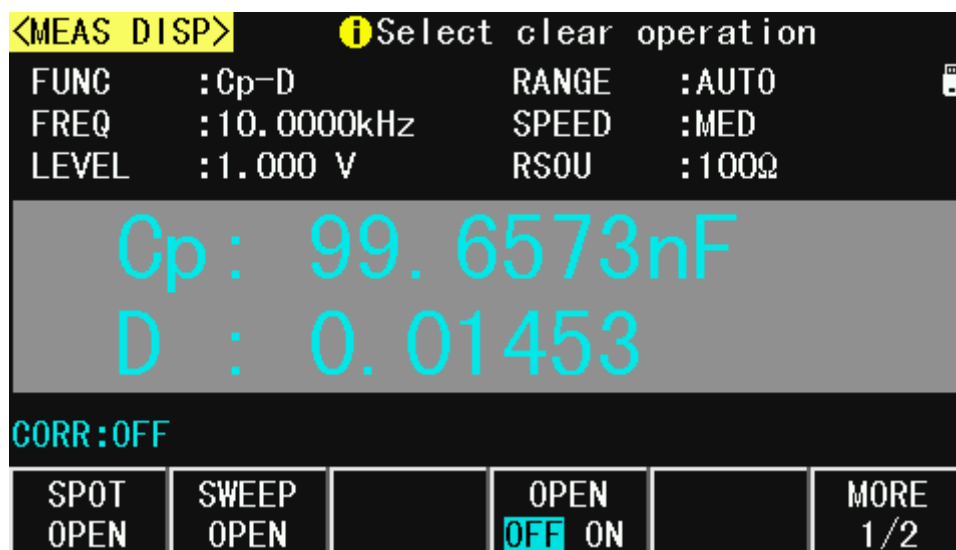 <MEAS DISP> iSelect clear operation
FUNC :Cp-D RANGE :AUTO
FREQ :10.0000kHz SPEED :MED
LEVEL :1.000 V RSOU :100Ω
Cp: 99.6573nF
D : 0.01453
CORR:OFF
SPOT SWEEP OPEN MORE
OPEN OPEN OFF ON 1/2